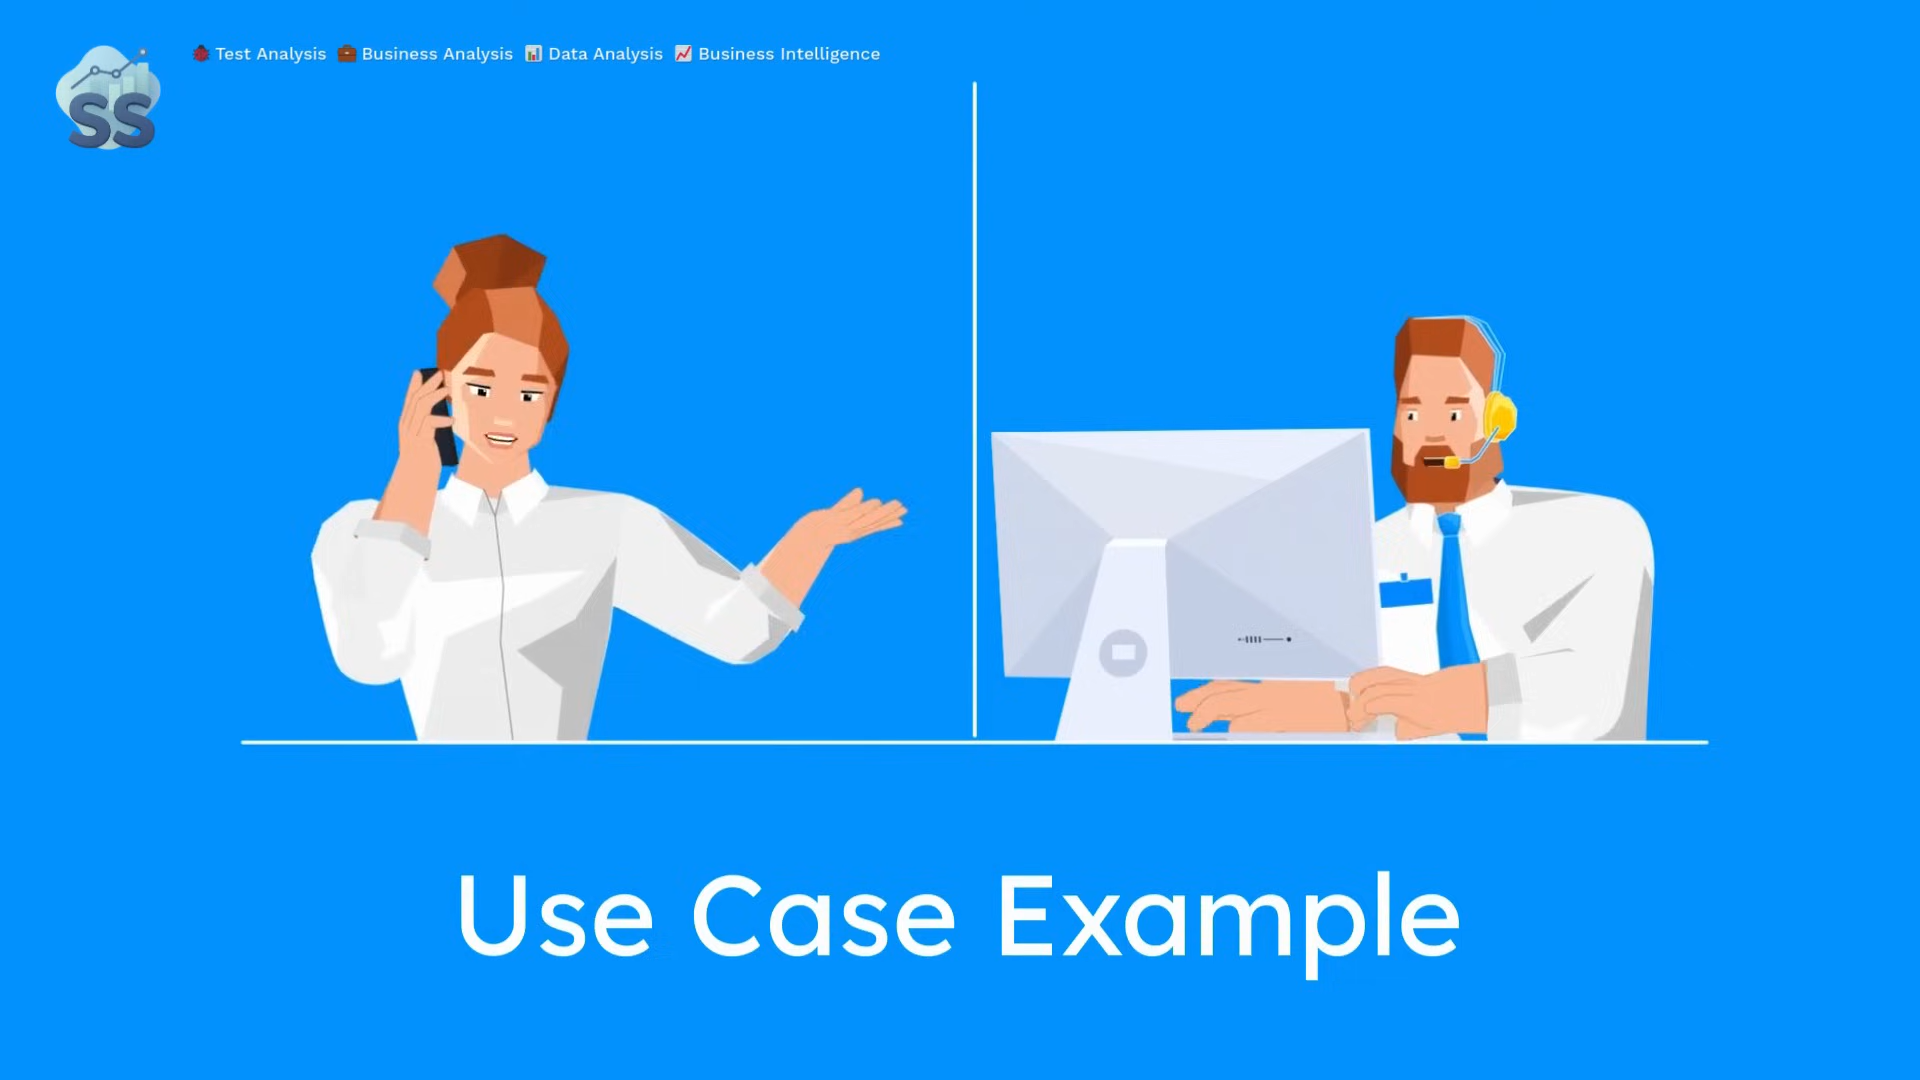 🐞 Test Analysis 💼 Business Analysis 📊 Data Analysis 📈 Business Intelligence
SS
Use Case Example